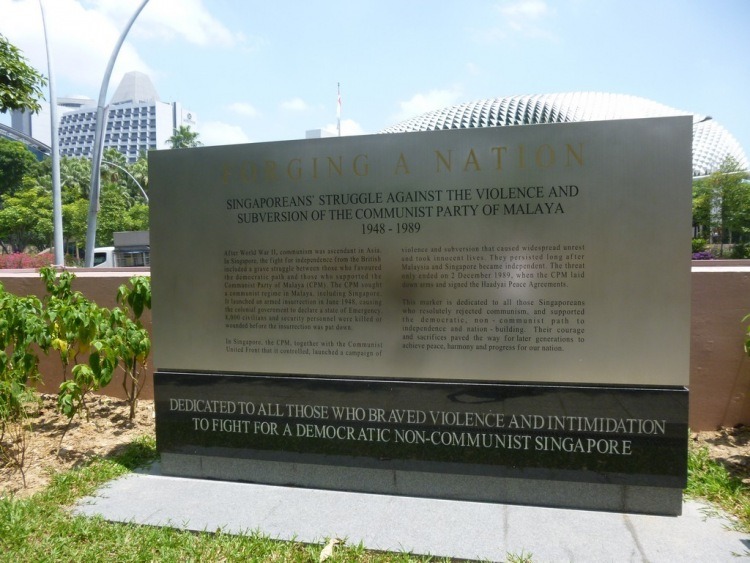 FORGING A NATION
SINGAPOREANS' STRUGGLE AGAINST THE VIOLENCE AND
SUBVERSION OF THE COMMUNIST PARTY OF MALAYA
1948 - 1989
After World War II, communism was ascendant in Asia.
In Singapore, the fight for independence from the British
included a grave struggle between those who favoured
the democratic path and those who supported the
Communist Party of Malaya (CPM). The CPM sought
a communist regime in Malaya, including Singapore.
It launched an armed insurrection in June 1948, causing
the colonial government to declare a state of Emergency.
8,000 civilians and security personnel were killed or
wounded before the insurrection was put down.
In Singapore, the CPM, together with the Communist
United Front that it controlled, launched a campaign of
violence and subversion that caused widespread unrest
and took innocent lives. They persisted long after
Malaysia and Singapore became independent. The threat
only ended on 2 December 1989, when the CPM laid
down arms and signed the Haadyai Peace Agreements.
This marker is dedicated to all those Singaporeans
who resolutely rejected communism, and supported
the democratic, non - communist path to
independence and nation - building. Their courage
and sacrifices paved the way for later generations to
achieve peace, harmony and progress for our nation.
DEDICATED TO ALL THOSE WHO BRAVED VIOLENCE AND INTIMIDATION
TO FIGHT FOR A DEMOCRATIC NON-COMMUNIST SINGAPORE